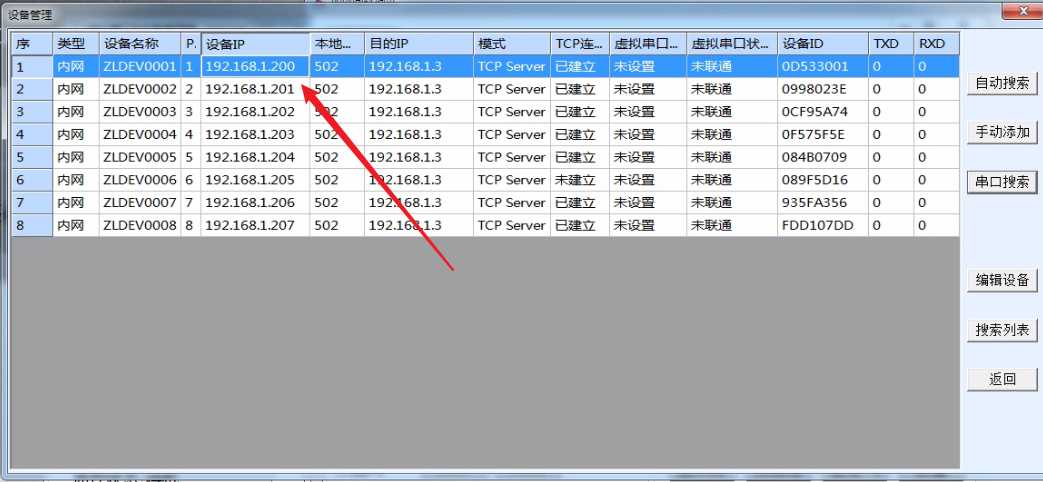 设备管理
序 类型 设备名称 P. 设备IP 本地... 目的IP 模式 TCP连... 虚拟串口... 虚拟串口状... 设备ID TXD RXD
1 内网 ZLDEV0001 1 192.168.1.200 502 192.168.1.3 TCP Server 已建立 未设置 未联通 0D533001 0 0
2 内网 ZLDEV0002 2 192.168.1.201 502 192.168.1.3 TCP Server 已建立 未设置 未联通 0998023E 0 0
3 内网 ZLDEV0003 3 192.168.1.202 502 192.168.1.3 TCP Server 已建立 未设置 未联通 0CF95A74 0 0
4 内网 ZLDEV0004 4 192.168.1.203 502 192.168.1.3 TCP Server 已建立 未设置 未联通 0F575F5E 0 0
5 内网 ZLDEV0005 5 192.168.1.204 502 192.168.1.3 TCP Server 已建立 未设置 未联通 084B0709 0 0
6 内网 ZLDEV0006 6 192.168.1.205 502 192.168.1.3 TCP Server 未建立 未设置 未联通 089F5D16 0 0
7 内网 ZLDEV0007 7 192.168.1.206 502 192.168.1.3 TCP Server 已建立 未设置 未联通 935FA356 0 0
8 内网 ZLDEV0008 8 192.168.1.207 502 192.168.1.3 TCP Server 已建立 未设置 未联通 FDD107DD 0 0
自动搜索
手动添加
串口搜索
编辑设备
搜索列表
返回